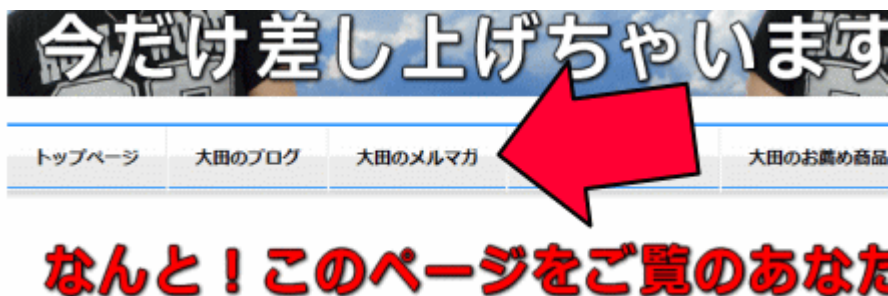 今だけ差し上げちゃいます
トップページ 大田のブログ 大田のメルマガ 大田のお薦め商品
なんと！このページをご覧のあなた